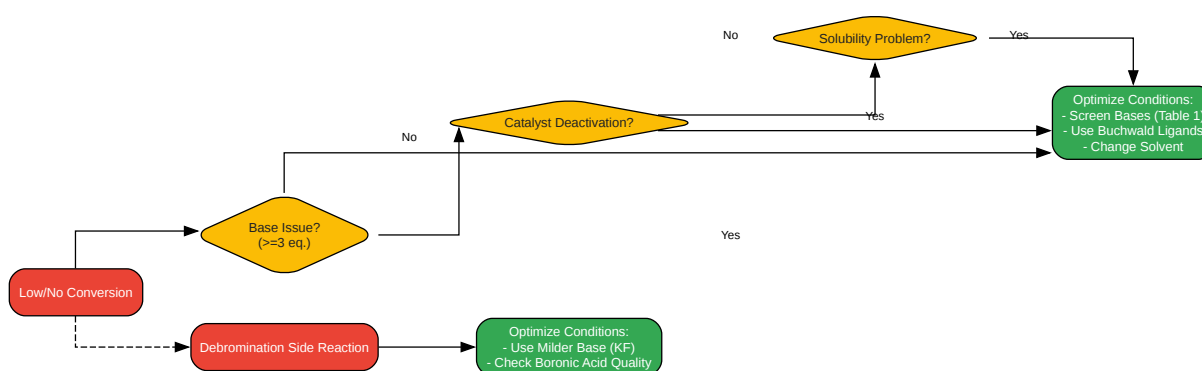 No
Solubility Problem?
Yes
Optimize Conditions:
- Screen Bases (Table 1)
- Use Buchwald Ligands
- Change Solvent
Catalyst Deactivation?
Yes
No
Base Issue?
(>=3 eq.)
Yes
Low/No Conversion
Debromination Side Reaction
Optimize Conditions:
- Use Milder Base (KF)
- Check Boronic Acid Quality